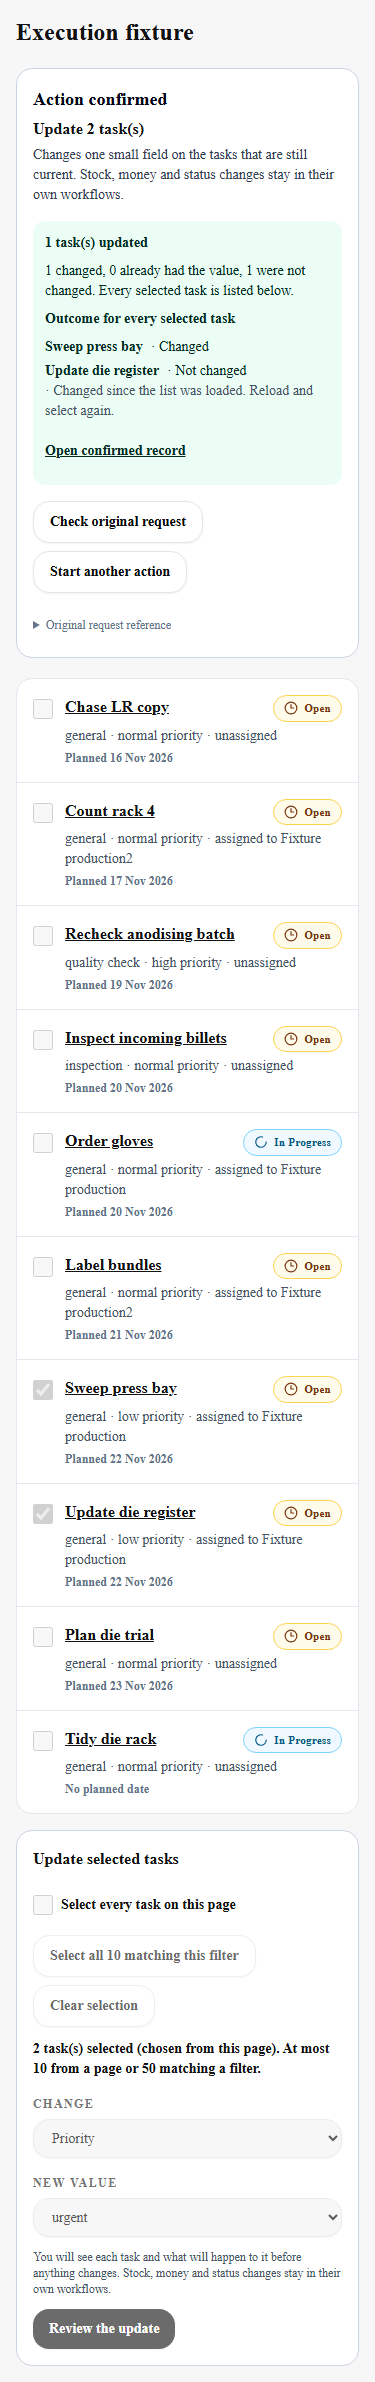 Execution fixture
Action confirmed
Update 2 task(s)
Changes one small field on the tasks that are still
current. Stock, money and status changes stay in their
own workflows.
1 task(s) updated
1 changed, 0 already had the value, 1 were not
changed. Every selected task is listed below.
Outcome for every selected task
Sweep press bay · Changed
Update die register · Not changed
· Changed since the list was loaded. Reload and
select again.
Open confirmed record
Check original request
Start another action
Original request reference
Chase LR copy
Open
general · normal priority · unassigned
Planned 16 Nov 2026
Count rack 4
Open
general · normal priority · assigned to Fixture
production2
Planned 17 Nov 2026
Recheck anodising batch
Open
quality check · high priority · unassigned
Planned 19 Nov 2026
Inspect incoming billets
Open
inspection · normal priority · unassigned
Planned 20 Nov 2026
Order gloves
In Progress
general · normal priority · assigned to Fixture
production
Planned 20 Nov 2026
Label bundles
Open
general · normal priority · assigned to Fixture
production2
Planned 21 Nov 2026
Sweep press bay
Open
general · low priority · assigned to Fixture
production
Planned 22 Nov 2026
Update die register
Open
general · low priority · assigned to Fixture
production
Planned 22 Nov 2026
Plan die trial
Open
general · normal priority · unassigned
Planned 23 Nov 2026
Tidy die rack
In Progress
general · normal priority · unassigned
No planned date
Update selected tasks
Select every task on this page
Select all 10 matching this filter
Clear selection
2 task(s) selected (chosen from this page). At most
10 from a page or 50 matching a filter.
CHANGE
Priority
NEW VALUE
urgent
You will see each task and what will happen to it before
anything changes. Stock, money and status changes stay in their
own workflows.
Review the update